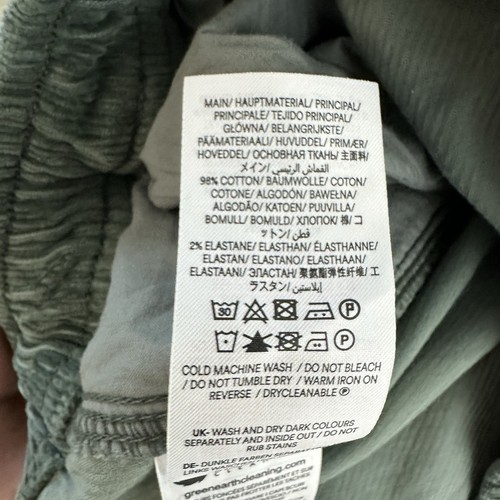 MAIN/ HAUPTMATERIAL/ PRINCIPAL/
PRINCIPALE/ TEJIDO PRINCIPAL/
GŁÓWNA/ BELANGRIJKSTE/
PÄÄMATERIAALI/ HUVUDDEL/ PRIMÆR/
HOVEDDEL/ ОСНОВНАЯ ТКАНЬ/ 主面料/
メイン/ القماش الرئيسي
98% COTTON/ BAUMWOLLE/ COTON/
COTONE/ ALGODÓN/ BAWEŁNA/
ALGODÃO/ KATOEN/ PUUVILLA/
BOMULL/ BOMULD/ ХЛОПОК/ 棉/ コ
ットン/ قطن
2% ELASTANE/ ELASTHAN/ ÉLASTHANNE/
ELASTAN/ ELASTANO/ ELASTHAAN/
ELASTAANI/ ЭЛАСТАН/ 聚氨酯弹性纤维/ エ
ラスタン/ إيلاستين
30 P
P
COLD MACHINE WASH / DO NOT BLEACH
/ DO NOT TUMBLE DRY / WARM IRON ON
REVERSE / DRYCLEANABLE Ⓟ
UK- WASH AND DRY DARK COLOURS
SEPARATELY AND INSIDE OUT / DO NOT
RUB STAINS
DE- DUNKLE FARBEN
greenearthcleaning.com